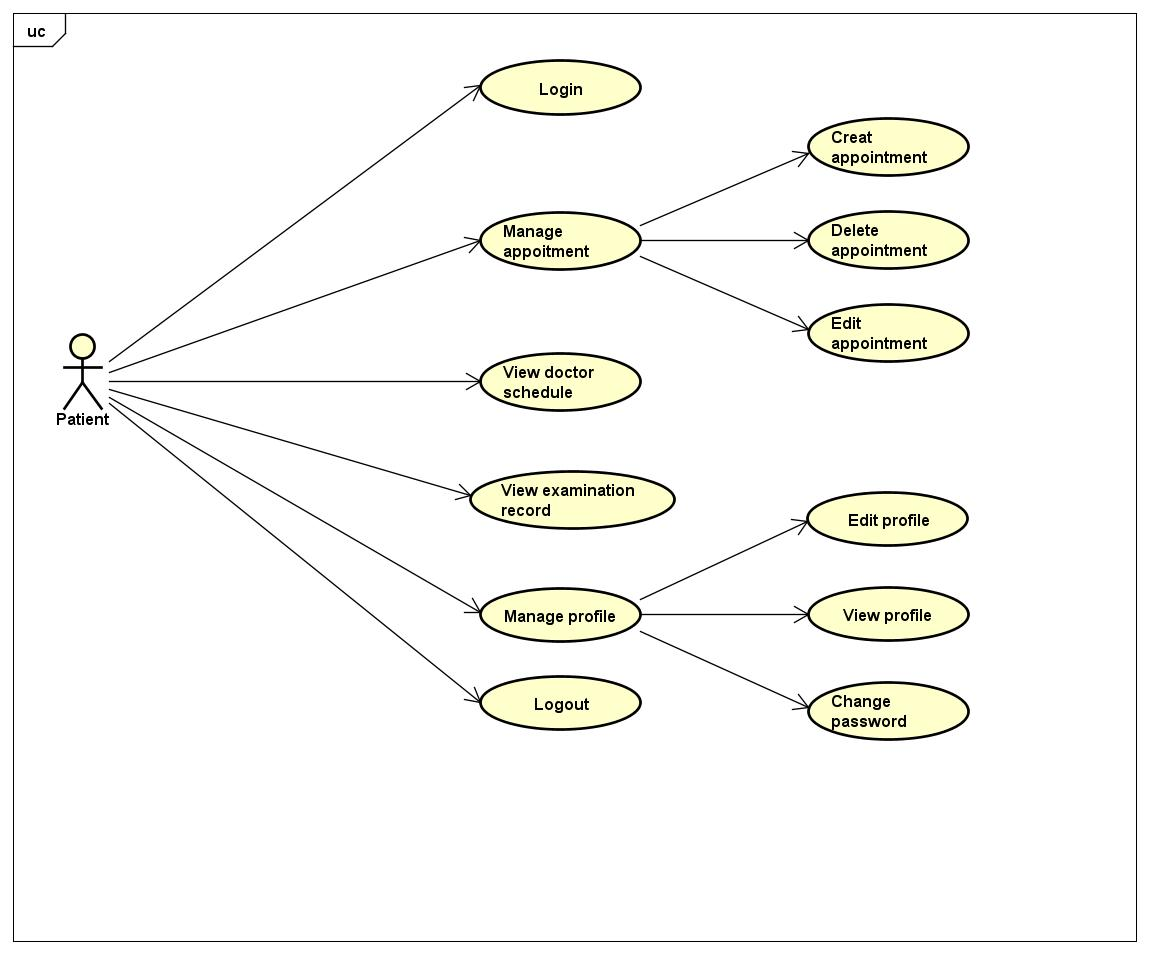 uc
Login
Creat
appointment
Manage
appoitment
Delete
appointment
Edit
appointment
View doctor
schedule
Patient
View examination
record
Edit profile
Manage profile
View profile
Logout
Change
password